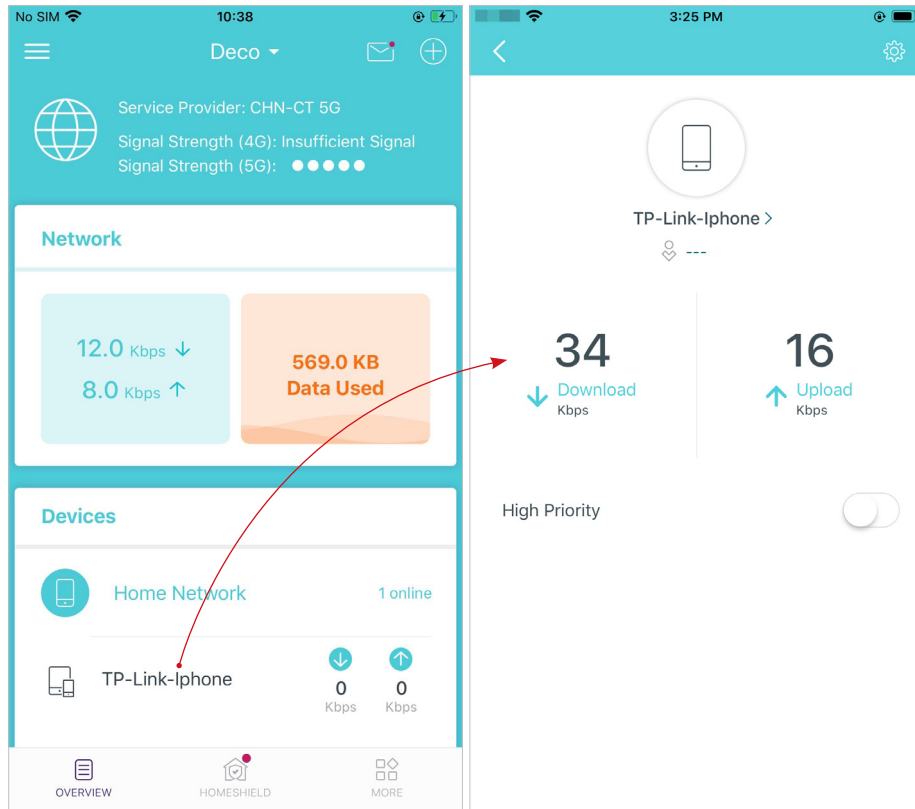 No SIM 10:38
Deco
Service Provider: CHN-CT 5G
Signal Strength (4G): Insufficient Signal
Signal Strength (5G):
Network
12.0 Kbps ↓
8.0 Kbps ↑
569.0 KB
Data Used
Devices
Home Network 1 online
TP-Link-Iphone
0 0
Kbps Kbps
OVERVIEW HOMESHIELD MORE
3:25 PM
TP-Link-Iphone >
---
34 16
Download Upload
Kbps Kbps
High Priority